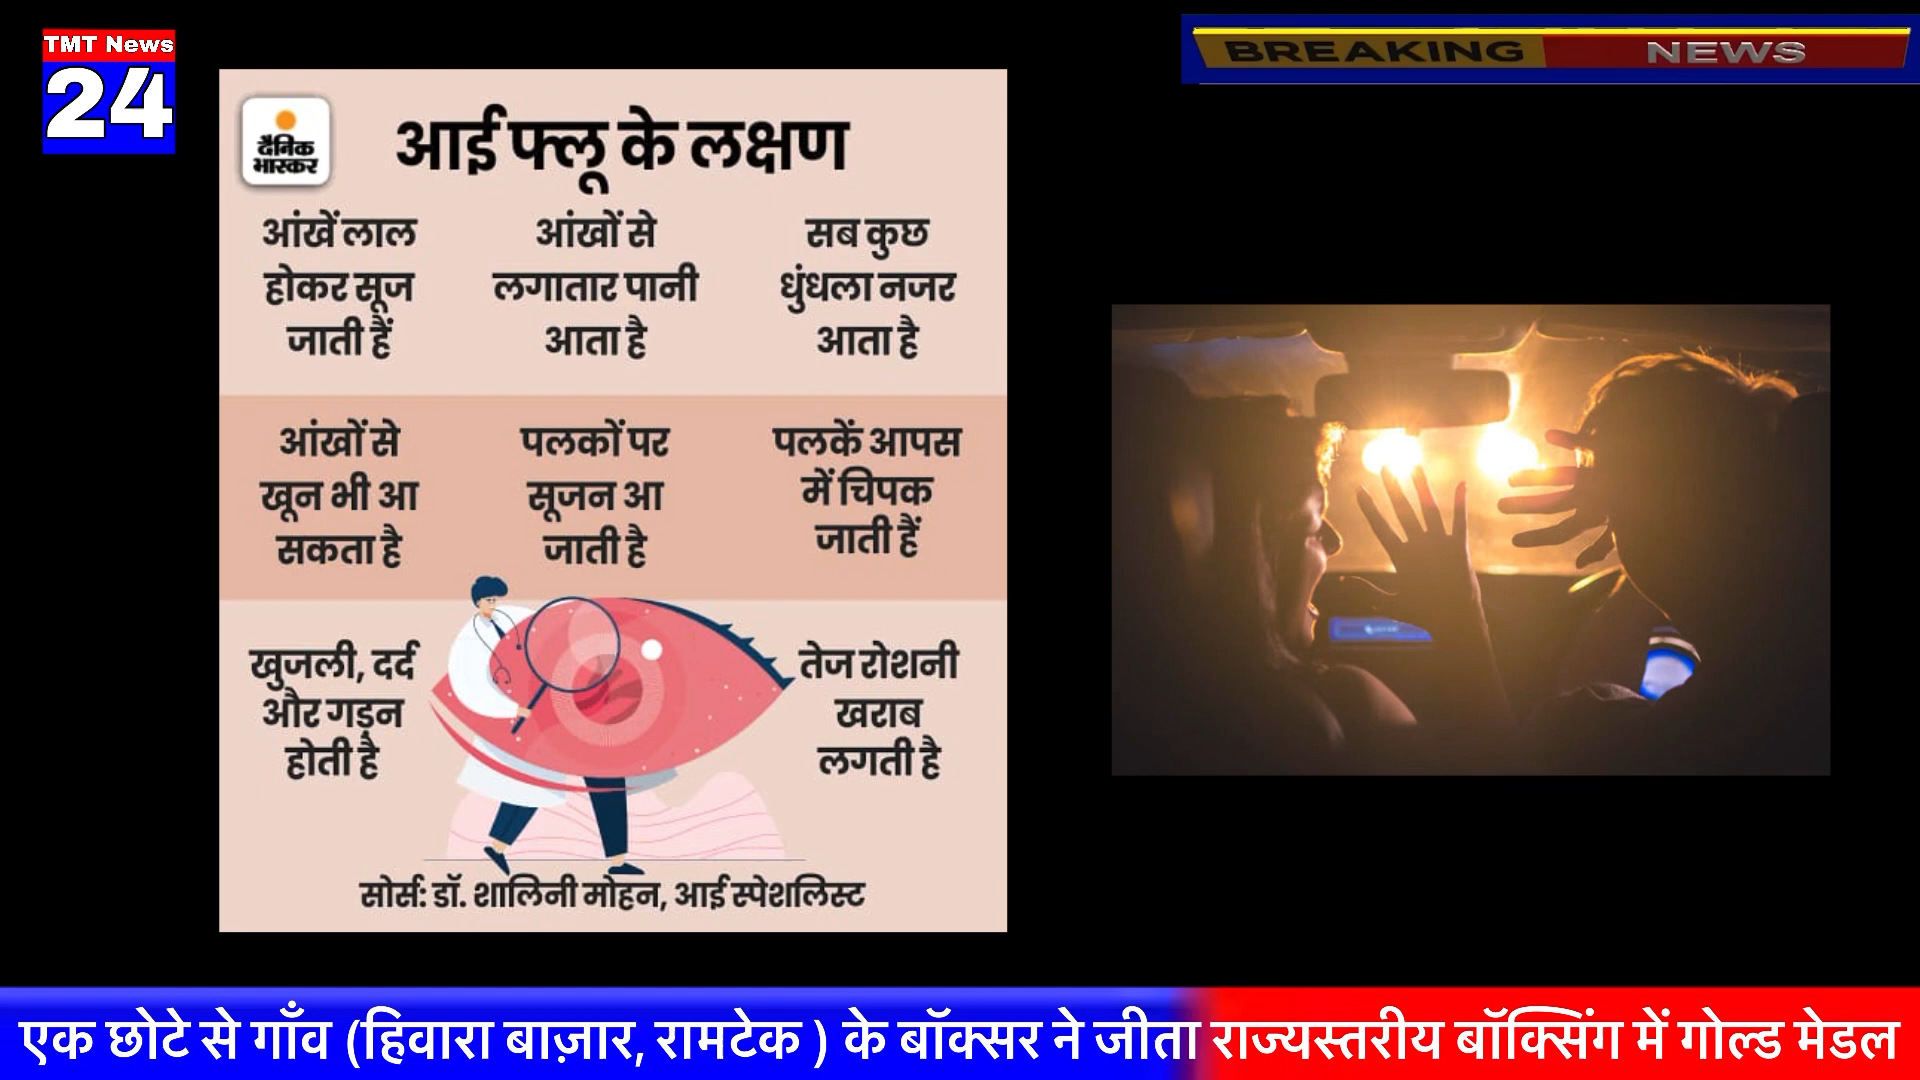 TMT News
24
BREAKING NEWS
दैनिक
भास्कर
आई फ्लू के लक्षण
आंखें लाल
होकर सूज
जाती हैं
आंखों से
लगातार पानी
आता है
सब कुछ
धुंधला नजर
आता है
आंखों से
खून भी आ
सकता है
पलकों पर
सूजन आ
जाती है
पलकें आपस
में चिपक
जाती हैं
खुजली, दर्द
और गड़न
होती है
तेज रोशनी
खराब
लगती है
सोर्स: डॉ. शालिनी मोहन, आई स्पेशलिस्ट
एक छोटे से गाँव (हिवारा बाज़ार, रामटेक ) के बॉक्सर ने जीता राज्यस्तरीय बॉक्सिंग में गोल्ड मेडल